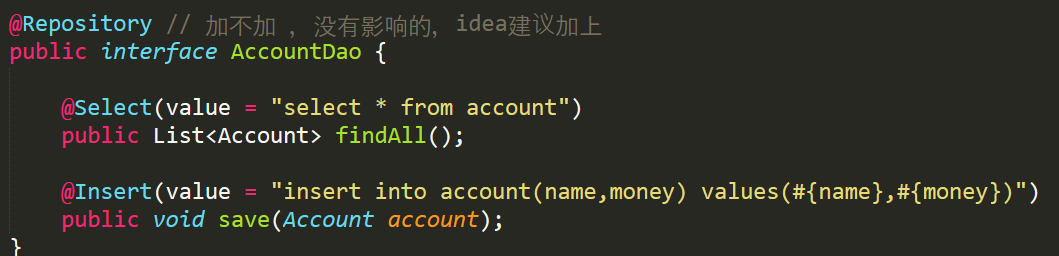 @Repository // 加不加 , 没有影响的, idea建议加上
public interface AccountDao {
@Select(value = "select * from account")
public List<Account> findAll();
@Insert(value = "insert into account(name,money) values(#{name},#{money})")
public void save(Account account);
}